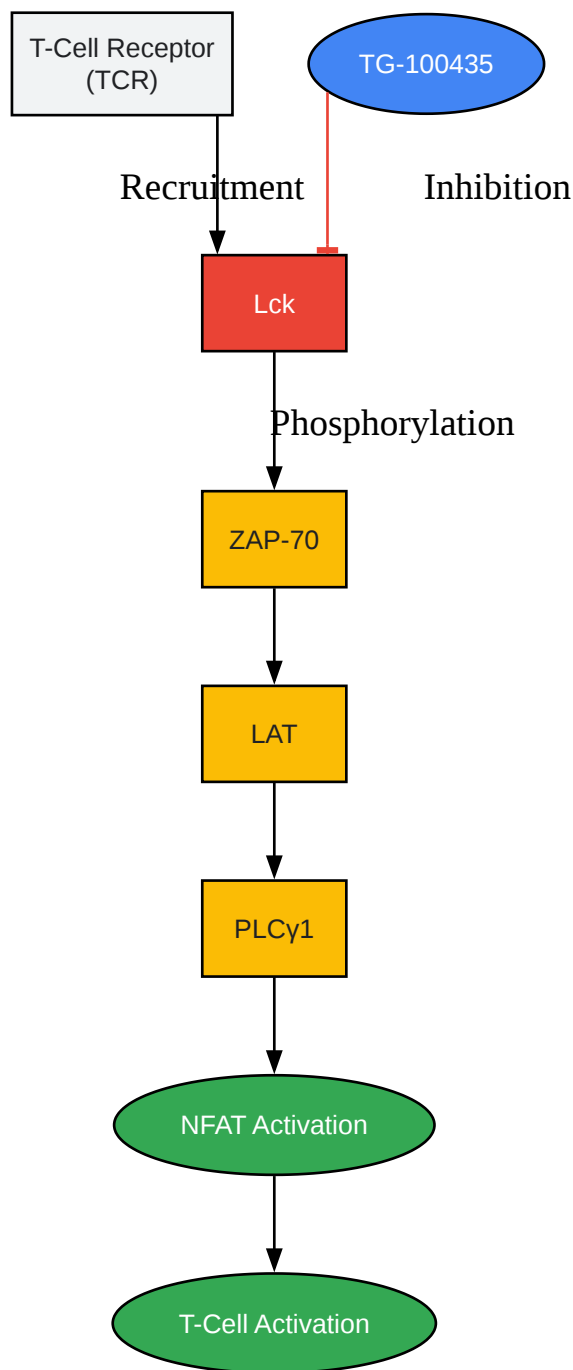 T-Cell Receptor
(TCR)
TG-100435
Recruitment
Inhibition
Lck
Phosphorylation
ZAP-70
LAT
PLCγ1
NFAT Activation
T-Cell Activation